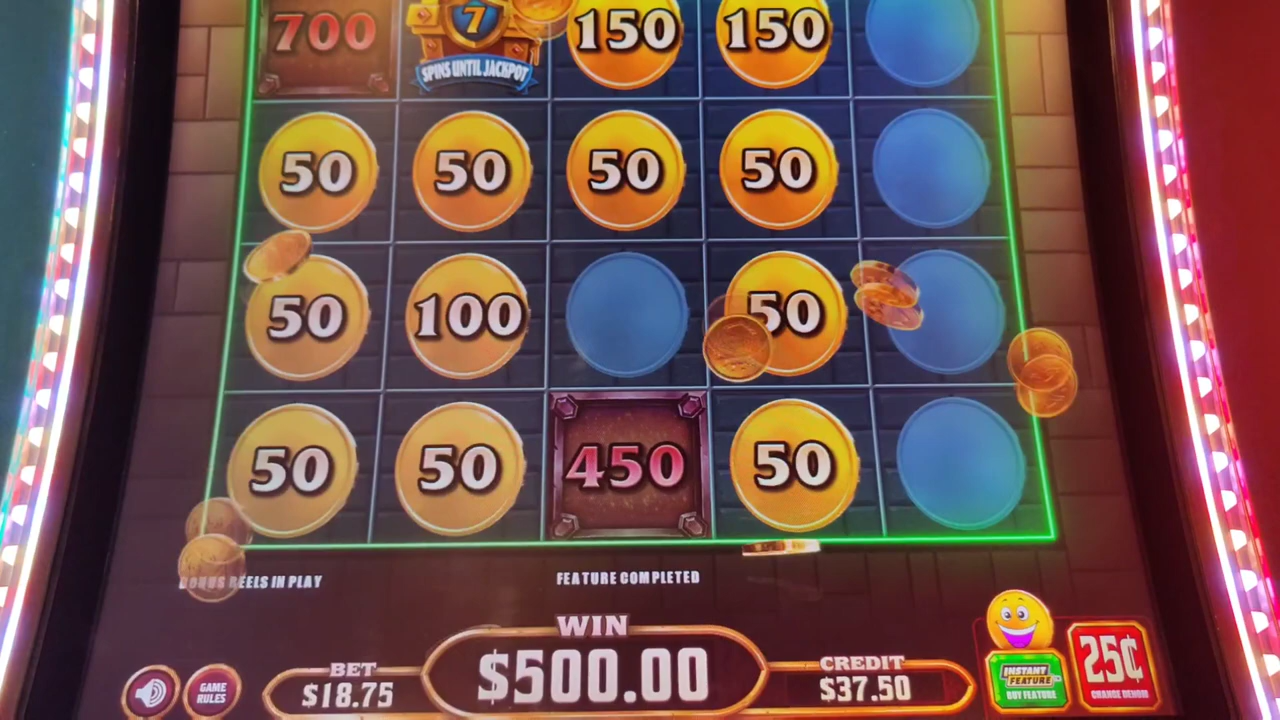 700
7
SPINS UNTIL JACKPOT
150
150
50
50
50
50
50
100
50
50
50
450
50
BONUS REELS IN PLAY
FEATURE COMPLETED
WIN
$500.00
BET
$18.75
CREDIT
$37.50
GAME
RULES
INSTANT
FEATURE
BUY FEATURE
25¢
CHANGE DENOM